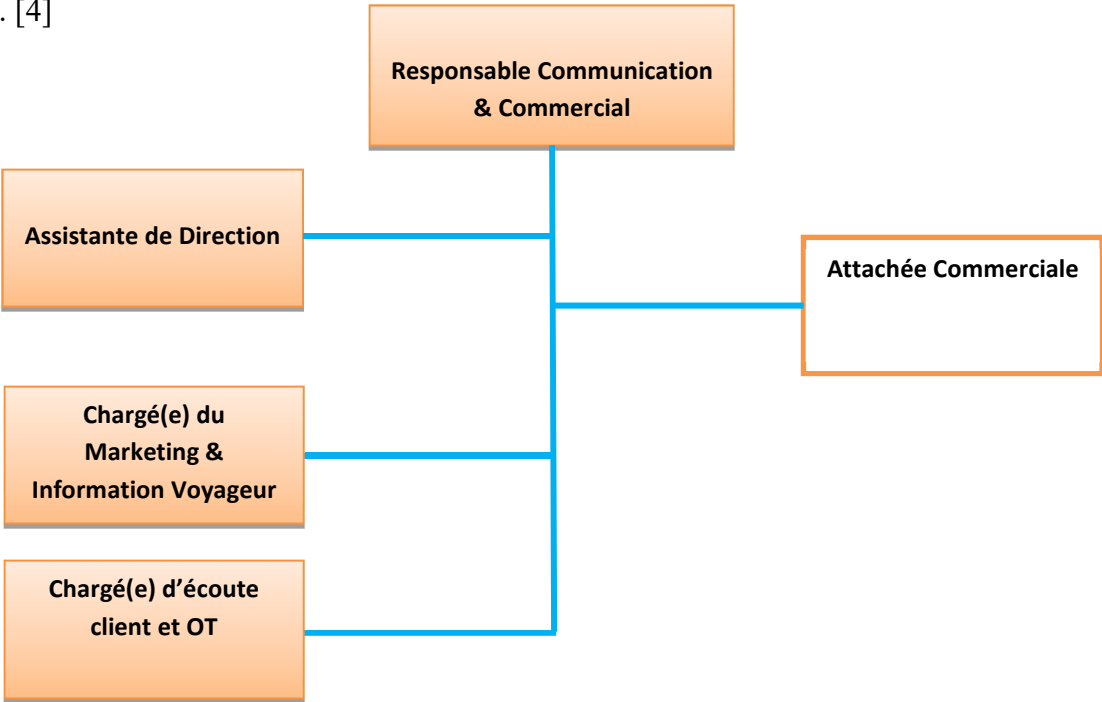 . [4]
Responsable Communication
& Commercial
Assistante de Direction
Attachée Commerciale
Chargé(e) du
Marketing &
Information Voyageur
Chargé(e) d’écoute
client et OT